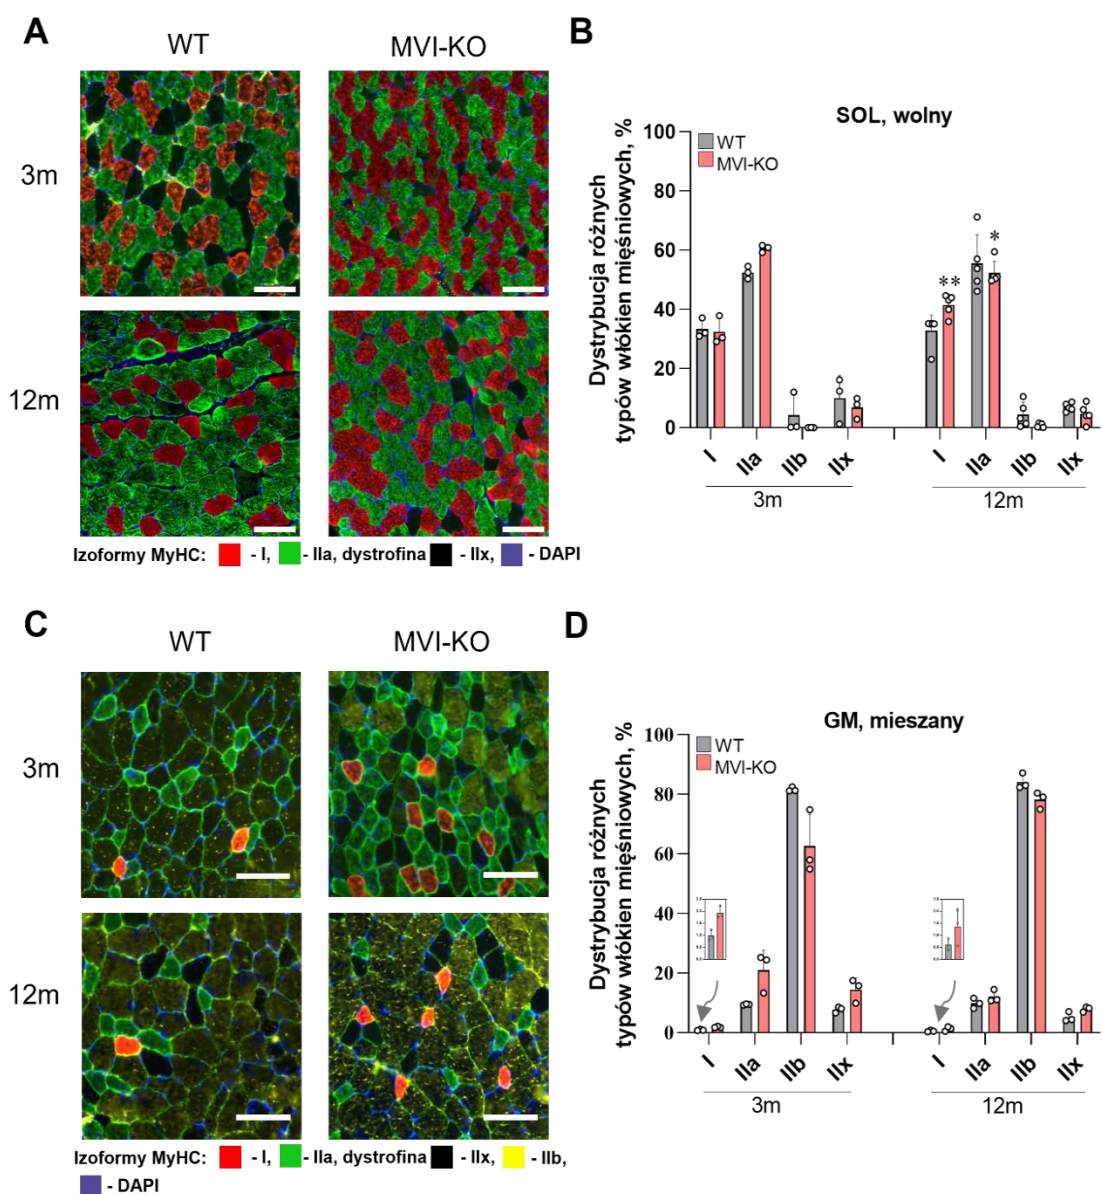 A
WT
MVI-KO
3m
12m
Izoformy MyHC: - I, - IIa, dystrofina - IIx, - DAPI
B
SOL, wolny
Dystrybucja różnych
typów włókien mięśniowych, %
100
80
60
40
20
0
WT
MVI-KO
**
*
I
IIa
IIb
IIx
I
IIa
IIb
IIx
3m
12m
C
WT
MVI-KO
3m
12m
Izoformy MyHC: - I, - IIa, dystrofina - IIx, - IIb,
- DAPI
D
GM, mieszany
Dystrybucja różnych
typów włókien mięśniowych, %
100
80
60
40
20
0
WT
MVI-KO
I
IIa
IIb
IIx
I
IIa
IIb
IIx
3m
12m